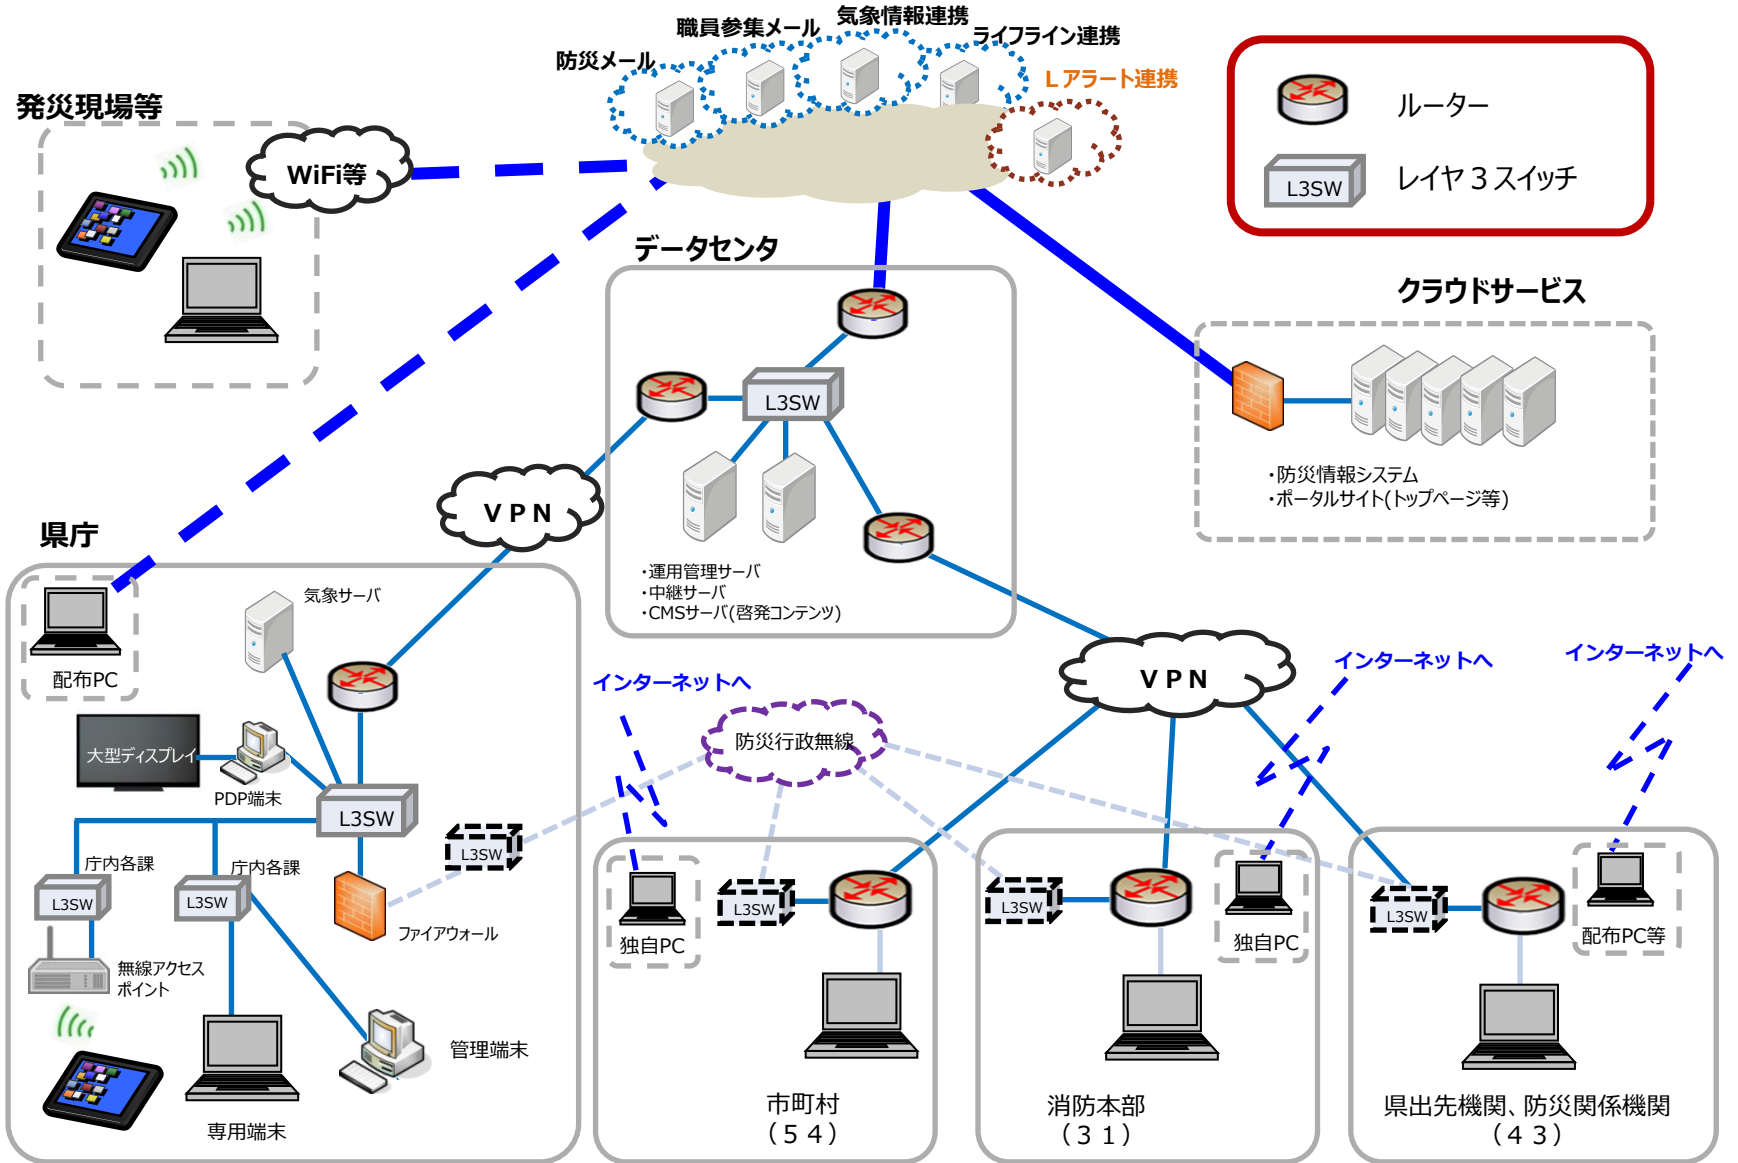 職員参集メール
気象情報連携
防災メール
ライフライン連携
Lアラート連携
発災現場等
WiFi等
ルーター
L3SW
レイヤ3スイッチ
データセンタ
クラウドサービス
L3SW
・防災情報システム
・ポータルサイト(トップページ等)
VPN
・運用管理サーバ
・中継サーバ
・CMSサーバ(啓発コンテンツ)
県庁
気象サーバ
配布PC
大型ディスプレイ
PDP端末
L3SW
庁内各課
庁内各課
L3SW
L3SW
ファイアウォール
無線アクセス
ポイント
管理端末
専用端末
L3SW
VPN
インターネットへ
インターネットへ
インターネットへ
防災行政無線
独自PC
L3SW
市町村
(54)
L3SW
独自PC
消防本部
(31)
L3SW
配布PC等
県出先機関、防災関係機関
(43)